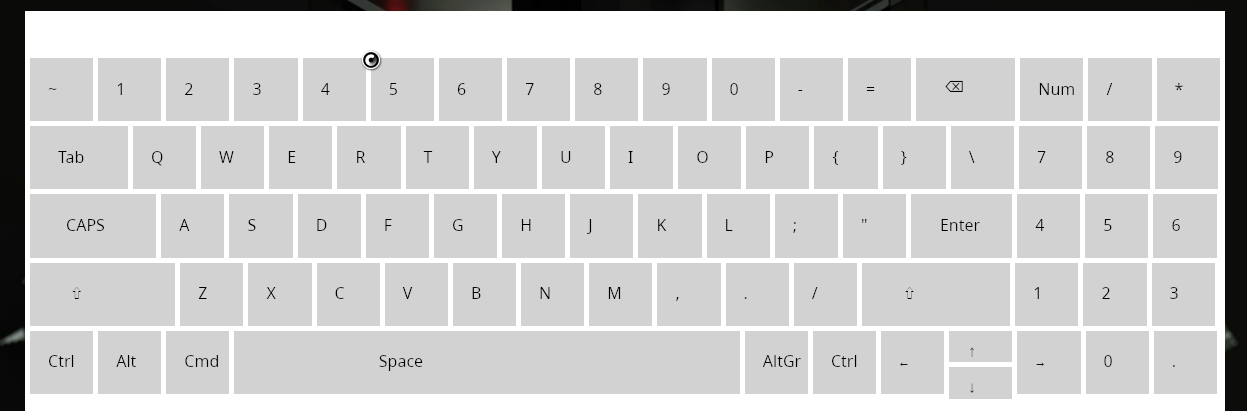 ~ 1 2 3 4 5 6 7 8 9 0 - = ⌫ Num / *
Tab Q W E R T Y U I O P { } \ 7 8 9
CAPS A S D F G H J K L ; " Enter 4 5 6
⇧ Z X C V B N M , . / ⇧ 1 2 3
Ctrl Alt Cmd Space AltGr Ctrl ← ↑ → 0 .
↓